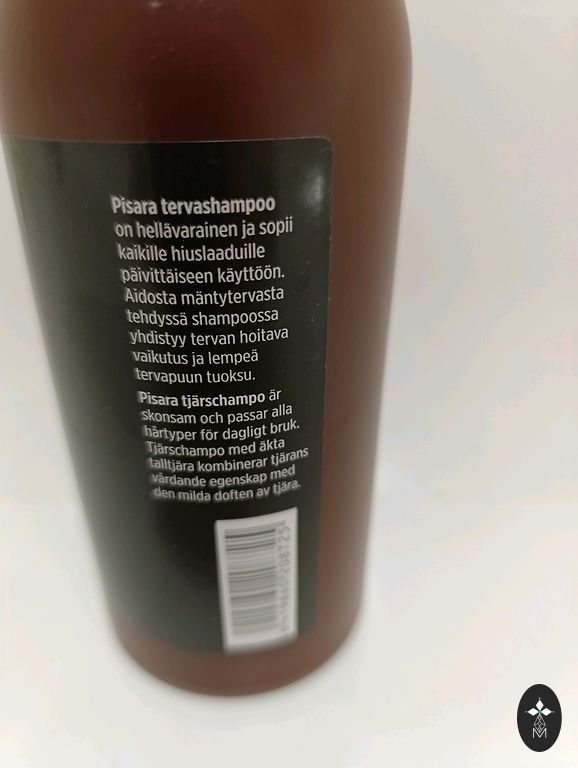 Pisara tervashampoo
on hellävarainen ja sopii
kaikille hiuslaaduille
päivittäiseen käyttöön.
Aidosta mäntytervasta
tehdyssä shampoossa
yhdistyy tervan hoitava
vaikutus ja lempeä
tervapuun tuoksu.
Pisara tjärschampo är
skonsam och passar alla
hårtyper för dagligt bruk.
Tjärschampo med äkta
talltjära kombinerar tjärans
vårdande egenskap med
den milda doften av tjära.
M